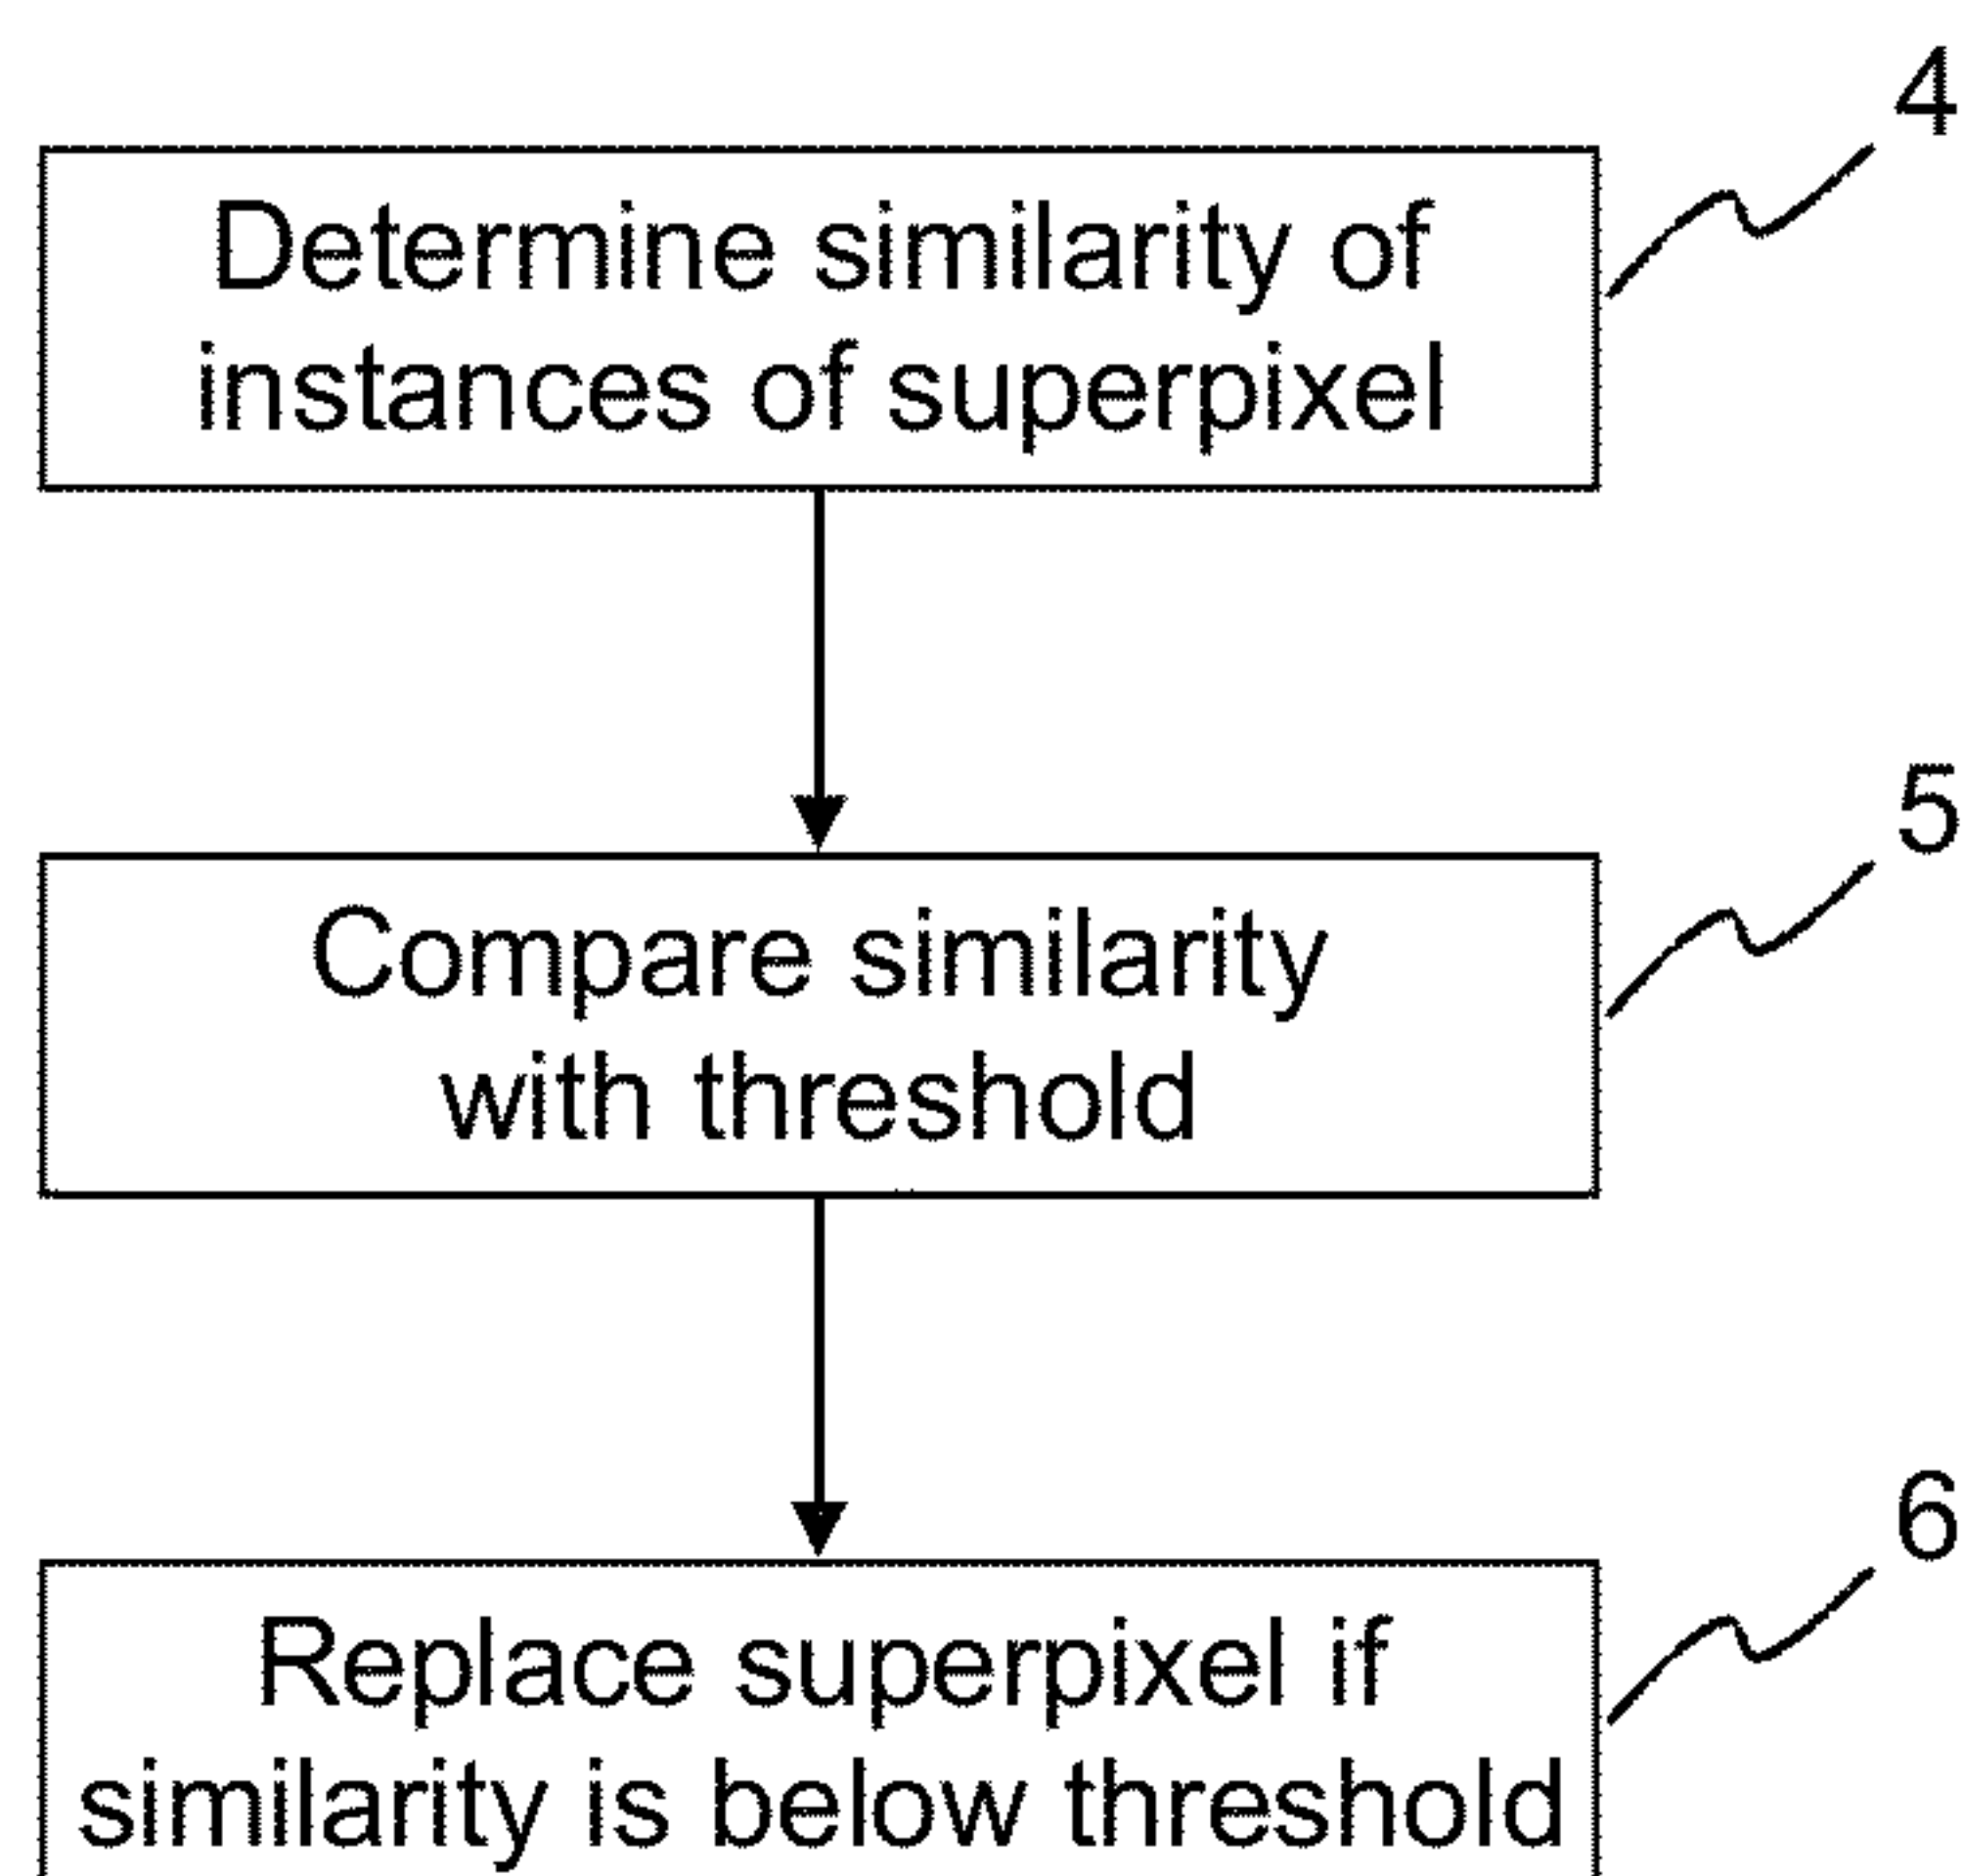 4
Determine similarity of
instances of superpixel
5
Compare similarity
with threshold
6
Replace superpixel if
similarity is below threshold